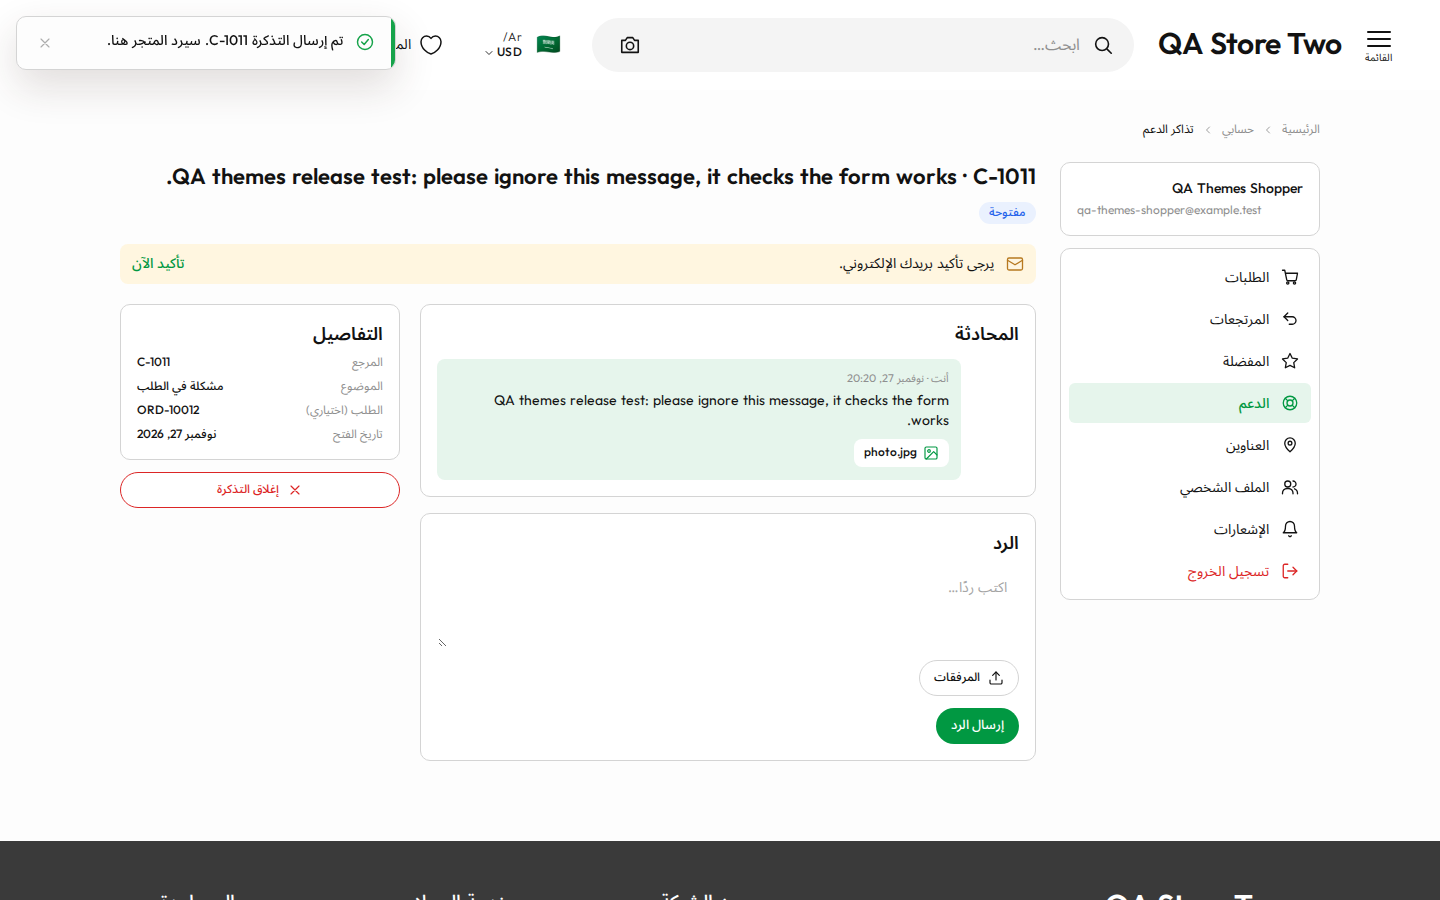 القائمة
QA Store Two
ابحث...
Ar/
USD
تم إرسال التذكرة C-1011. سيرد المتجر هنا.
الرئيسية
حسابي
تذاكر الدعم
QA Themes Shopper
qa-themes-shopper@example.test
الطلبات
المرتجعات
المفضلة
الدعم
العناوين
الملف الشخصي
الإشعارات
تسجيل الخروج
QA themes release test: please ignore this message, it checks the form works · C-1011.
مفتوحة
يرجى تأكيد بريدك الإلكتروني.
تأكيد الآن
المحادثة
أنت · نوفمبر 27, 20:20
QA themes release test: please ignore this message, it checks the form
works.
photo.jpg
الرد
اكتب ردًا...
المرفقات
إرسال الرد
التفاصيل
المرجع C-1011
الموضوع مشكلة في الطلب
الطلب (اختياري) ORD-10012
تاريخ الفتح نوفمبر 27, 2026
إغلاق التذكرة